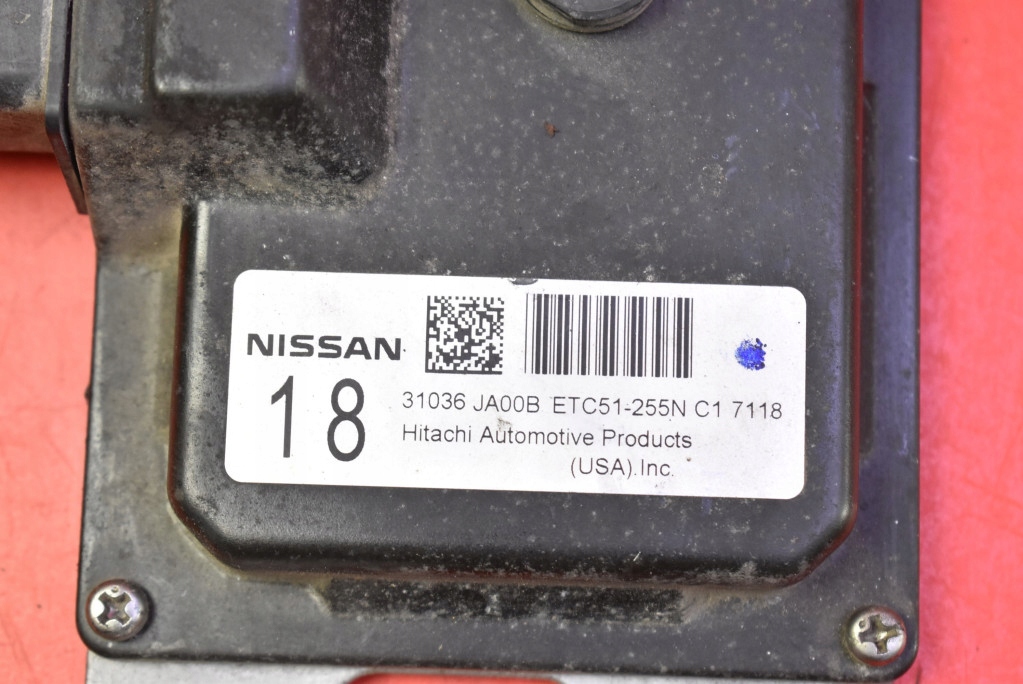 NISSAN
18
31036 JA00B ETC51-255N C1 7118
Hitachi Automotive Products
(USA).Inc.